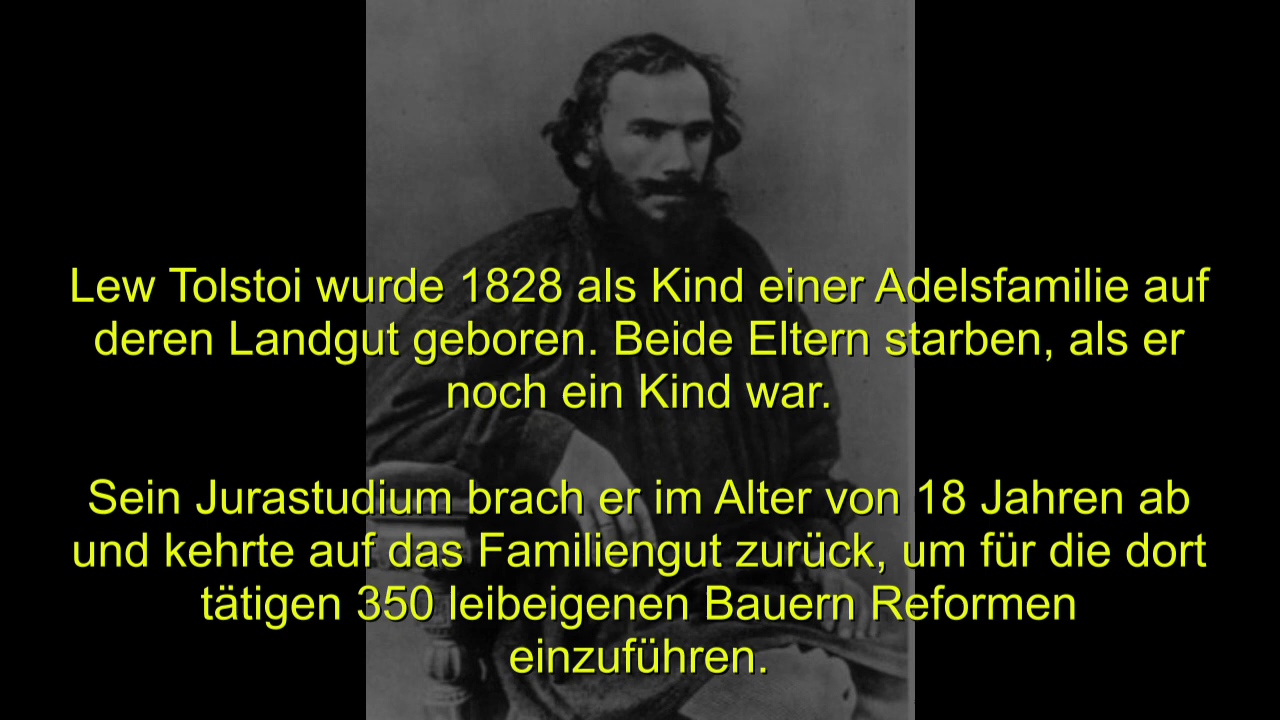 Lew Tolstoi wurde 1828 als Kind einer Adelsfamilie auf
deren Landgut geboren. Beide Eltern starben, als er
noch ein Kind war.
Sein Jurastudium brach er im Alter von 18 Jahren ab
und kehrte auf das Familiengut zurück, um für die dort
tätigen 350 leibeigenen Bauern Reformen
einzuführen.